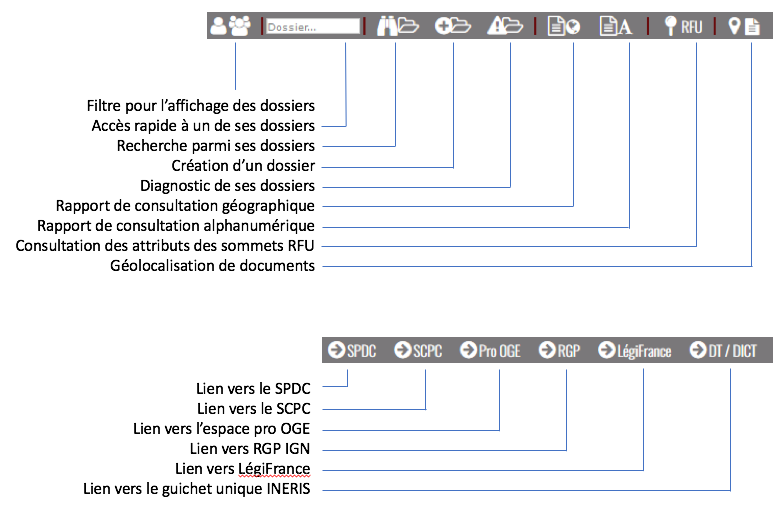 Dossier...
A
RFU
Filtre pour l’affichage des dossiers
Accès rapide à un de ses dossiers
Recherche parmi ses dossiers
Création d’un dossier
Diagnostic de ses dossiers
Rapport de consultation géographique
Rapport de consultation alphanumérique
Consultation des attributs des sommets RFU
Géolocalisation de documents
SPDC SCPC Pro OGE RGP LégiFrance DT / DICT
Lien vers le SPDC
Lien vers le SCPC
Lien vers l’espace pro OGE
Lien vers RGP IGN
Lien vers LégiFrance
Lien vers le guichet unique INERIS